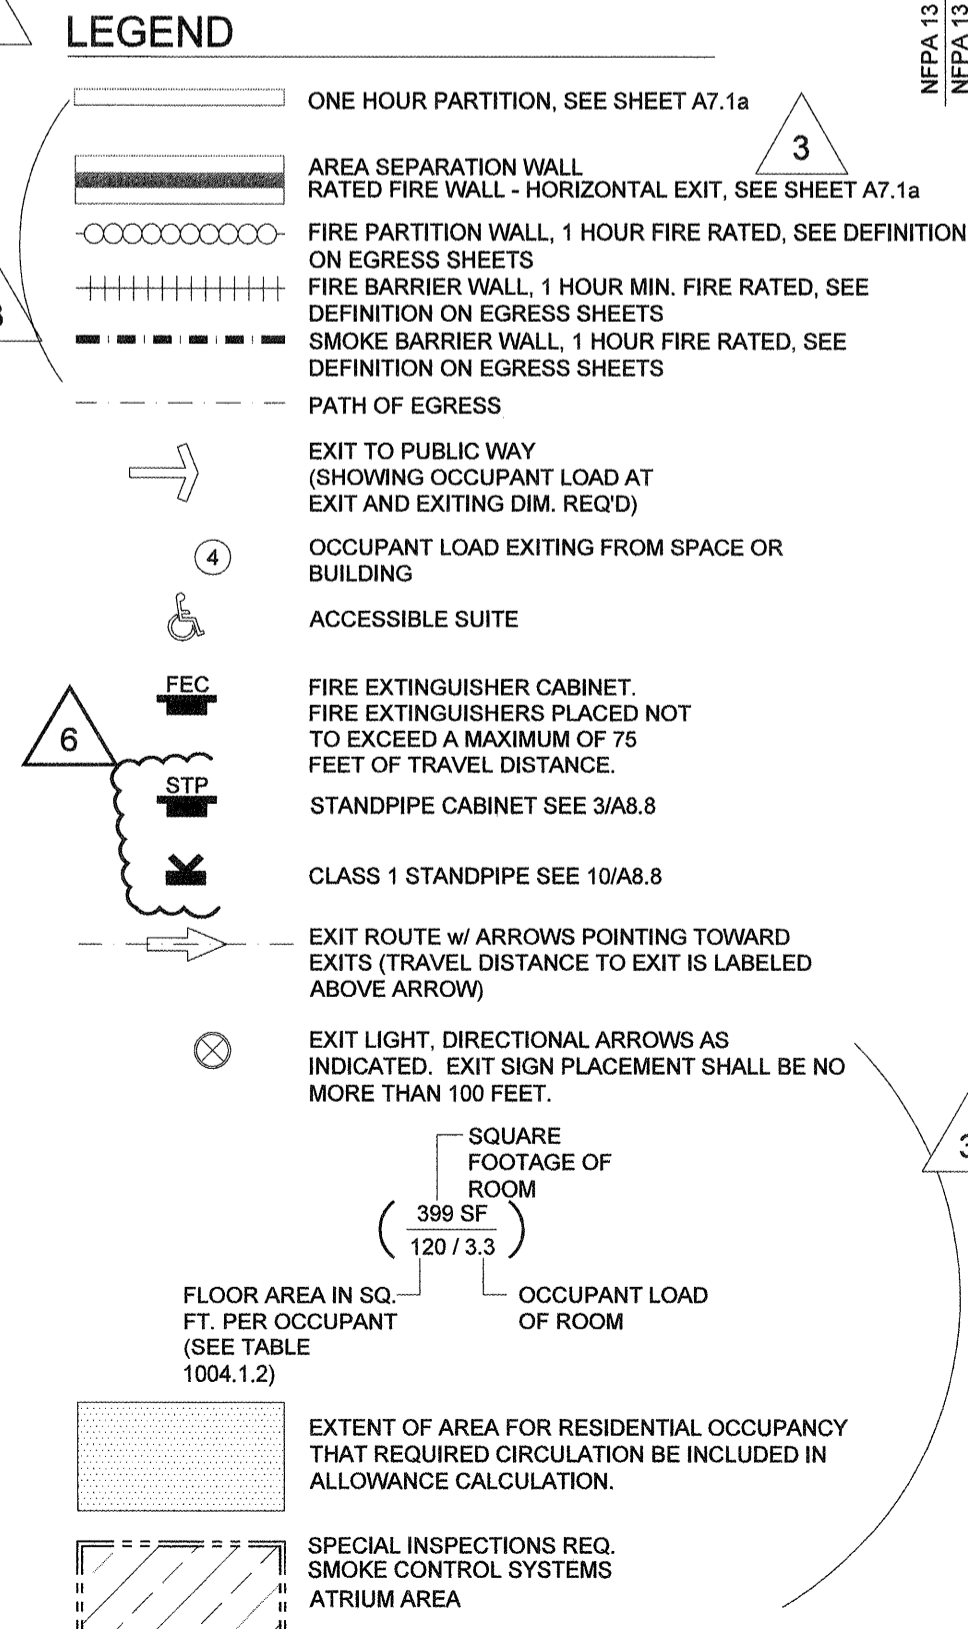 LEGEND
NFPA 13
NFPA 13
ONE HOUR PARTITION, SEE SHEET A7.1a
3
AREA SEPARATION WALL
RATED FIRE WALL - HORIZONTAL EXIT, SEE SHEET A7.1a
FIRE PARTITION WALL, 1 HOUR FIRE RATED, SEE DEFINITION
ON EGRESS SHEETS
FIRE BARRIER WALL, 1 HOUR MIN. FIRE RATED, SEE
DEFINITION ON EGRESS SHEETS
SMOKE BARRIER WALL, 1 HOUR FIRE RATED, SEE
DEFINITION ON EGRESS SHEETS
PATH OF EGRESS
EXIT TO PUBLIC WAY
(SHOWING OCCUPANT LOAD AT
EXIT AND EXITING DIM. REQ'D)
4
OCCUPANT LOAD EXITING FROM SPACE OR
BUILDING
ACCESSIBLE SUITE
FEC
FIRE EXTINGUISHER CABINET.
FIRE EXTINGUISHERS PLACED NOT
TO EXCEED A MAXIMUM OF 75
FEET OF TRAVEL DISTANCE.
6
STP
STANDPIPE CABINET SEE 3/A8.8
CLASS 1 STANDPIPE SEE 10/A8.8
EXIT ROUTE w/ ARROWS POINTING TOWARD
EXITS (TRAVEL DISTANCE TO EXIT IS LABELED
ABOVE ARROW)
EXIT LIGHT, DIRECTIONAL ARROWS AS
INDICATED. EXIT SIGN PLACEMENT SHALL BE NO
MORE THAN 100 FEET.
SQUARE
FOOTAGE OF
ROOM
399 SF
120 / 3.3
FLOOR AREA IN SQ.
FT. PER OCCUPANT
(SEE TABLE
1004.1.2)
OCCUPANT LOAD
OF ROOM
EXTENT OF AREA FOR RESIDENTIAL OCCUPANCY
THAT REQUIRED CIRCULATION BE INCLUDED IN
ALLOWANCE CALCULATION.
SPECIAL INSPECTIONS REQ.
SMOKE CONTROL SYSTEMS
ATRIUM AREA